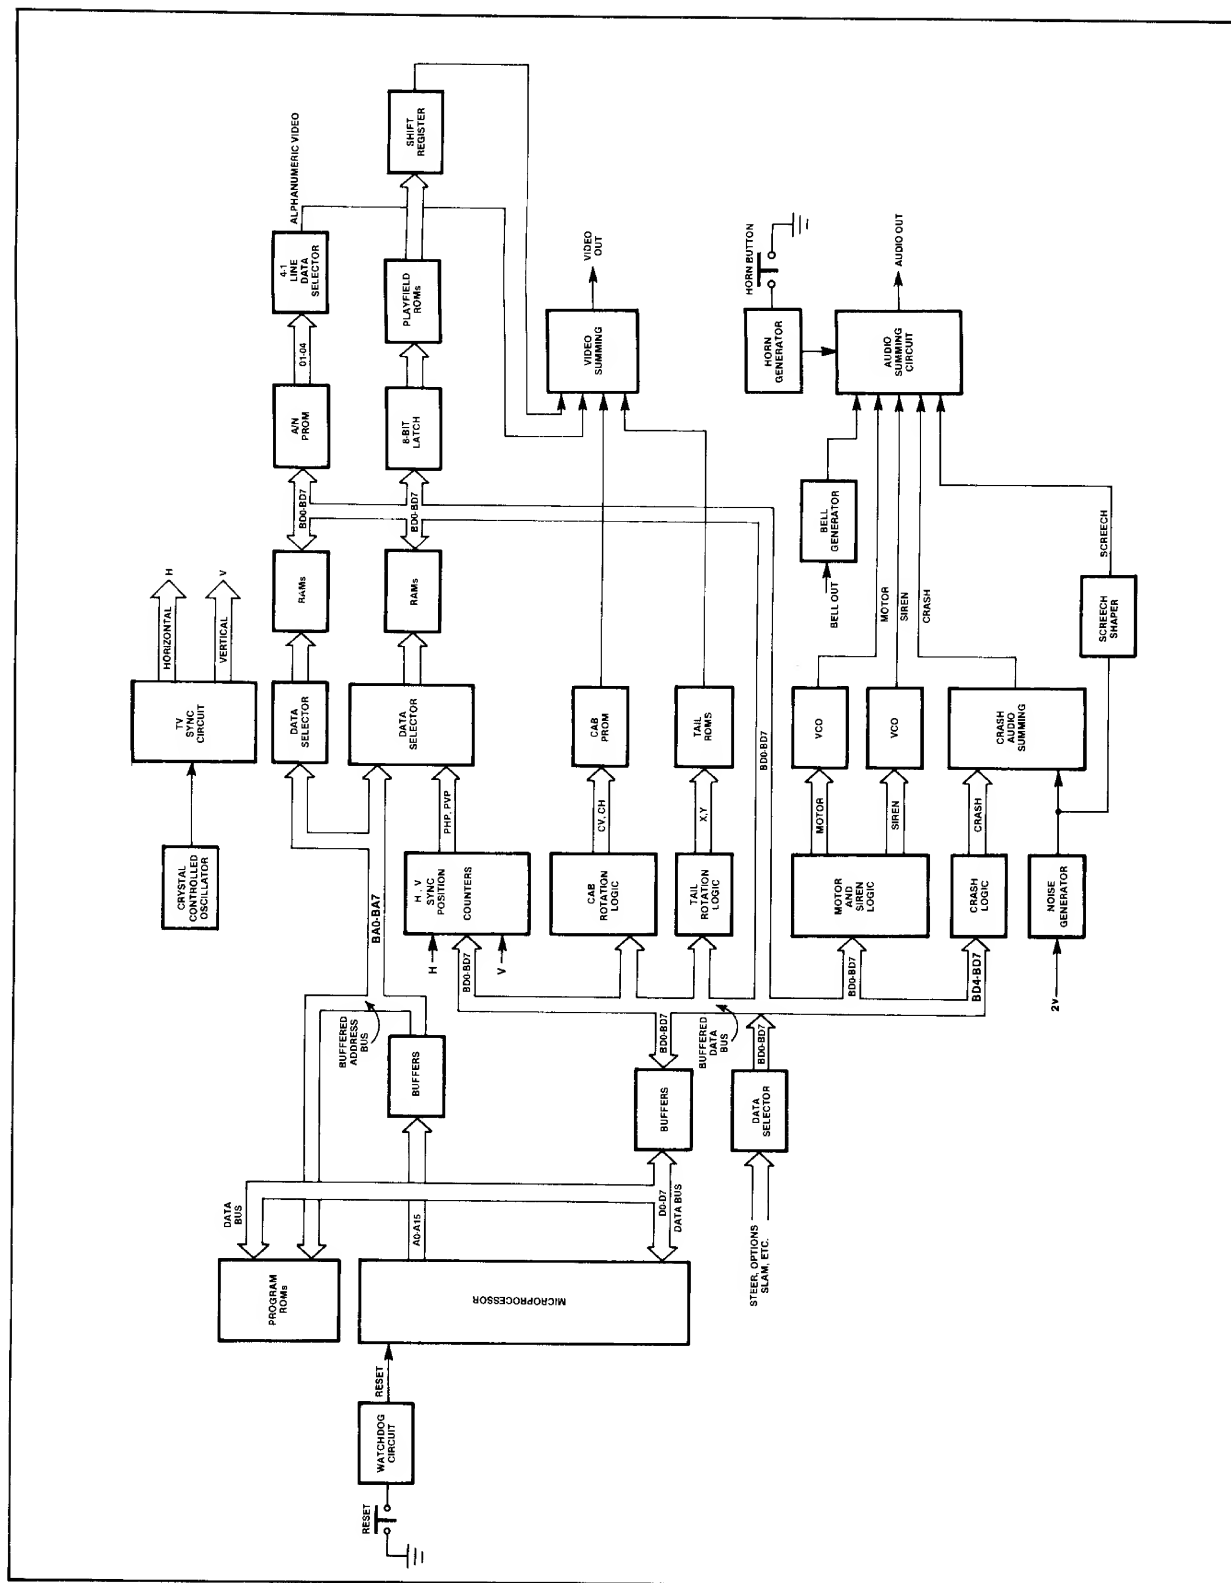 RESET
WATCHDOG
CIRCUIT
RESET
PROGRAM
ROMs
MICROPROCESSOR
DATA
BUS
A0-A15
D0-D7
DATA BUS
STEER, OPTIONS
SLAM, ETC.
BUFFERS
BUFFERS
DATA
SELECTOR
BUFFERED
ADDRESS
BUS
BD0-BD7
BUFFERED
DATA
BUS
BD0-BD7
BA0-BA7
CRYSTAL
CONTROLLED
OSCILLATOR
TV
SYNC
CIRCUIT
HORIZONTAL
H
VERTICAL
V
H
BD0-BD7
V
H , V
SYNC
POSITION
COUNTERS
PHP, PVP
DATA
SELECTOR
DATA
SELECTOR
RAMs
RAMs
BD0-BD7
BD0-BD7
A/N
PROM
01-04
4-1
LINE
DATA
SELECTOR
ALPHANUMERIC VIDEO
8-BIT
LATCH
PLAYFIELD
ROMs
SHIFT
REGISTER
CAB
ROTATION
LOGIC
CV, CH
CAB
PROM
TAIL
ROTATION
LOGIC
X,Y
TAIL
ROMS
VIDEO
SUMMING
VIDEO
OUT
BD0-BD7
BD0-BD7
MOTOR
AND
SIREN LOGIC
MOTOR
VCO
MOTOR
SIREN
VCO
SIREN
BD4-BD7
CRASH
LOGIC
CRASH
CRASH
AUDIO
SUMMING
CRASH
2V
NOISE
GENERATOR
SCREECH
SHAPER
SCREECH
BELL OUT
BELL
GENERATOR
HORN
GENERATOR
HORN BUTTON
AUDIO
SUMMING
CIRCUIT
AUDIO OUT